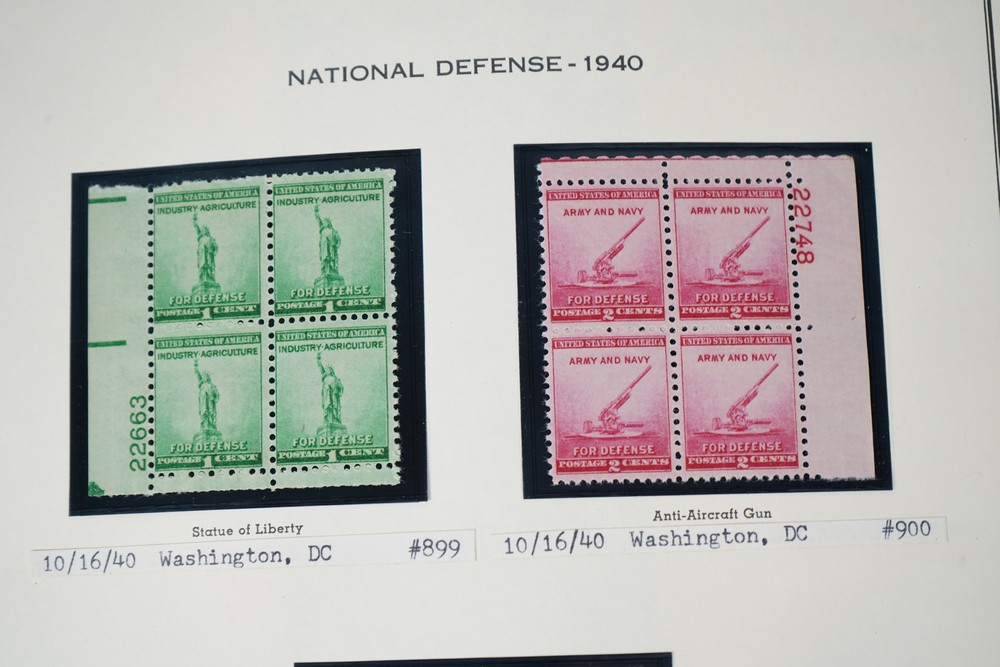 NATIONAL DEFENSE - 1940
UNITED STATES OF AMERICA
INDUSTRY·AGRICULTURE
FOR DEFENSE
POSTAGE 1 CENT
UNITED STATES OF AMERICA
INDUSTRY·AGRICULTURE
FOR DEFENSE
POSTAGE 1 CENT
UNITED STATES OF AMERICA
INDUSTRY·AGRICULTURE
FOR DEFENSE
POSTAGE 1 CENT
UNITED STATES OF AMERICA
INDUSTRY·AGRICULTURE
FOR DEFENSE
POSTAGE 1 CENT
22663
UNITED STATES OF AMERICA
ARMY AND NAVY
FOR DEFENSE
POSTAGE 2 CENTS
UNITED STATES OF AMERICA
ARMY AND NAVY
FOR DEFENSE
POSTAGE 2 CENTS
22748
UNITED STATES OF AMERICA
ARMY AND NAVY
FOR DEFENSE
POSTAGE 2 CENTS
UNITED STATES OF AMERICA
ARMY AND NAVY
FOR DEFENSE
POSTAGE 2 CENTS
Statue of Liberty
10/16/40 Washington, DC #899
Anti-Aircraft Gun
10/16/40 Washington, DC #900